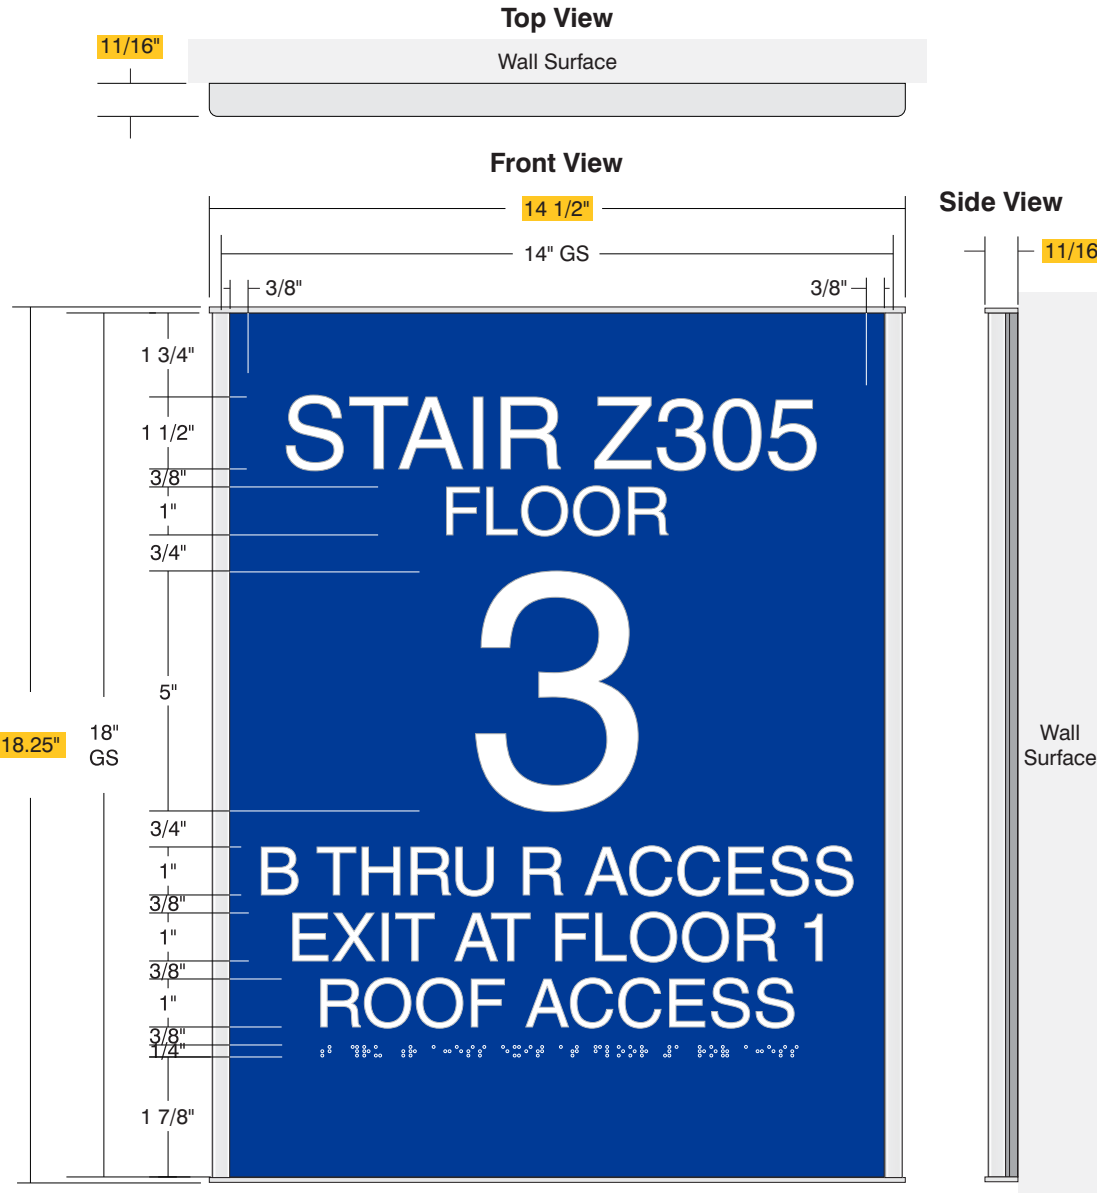 Top View
11/16"
Wall Surface
Front View
14 1/2"
Side View
14" GS
11/16
3/8"
3/8"
1 3/4"
STAIR Z305
1 1/2"
3/8"
FLOOR
1"
3/4"
3
5"
18.25"
18"
GS
Wall
Surface
3/4"
B THRU R ACCESS
1"
3/8"
EXIT AT FLOOR 1
1"
3/8"
ROOF ACCESS
1"
3/8"
1/4"
1 7/8"